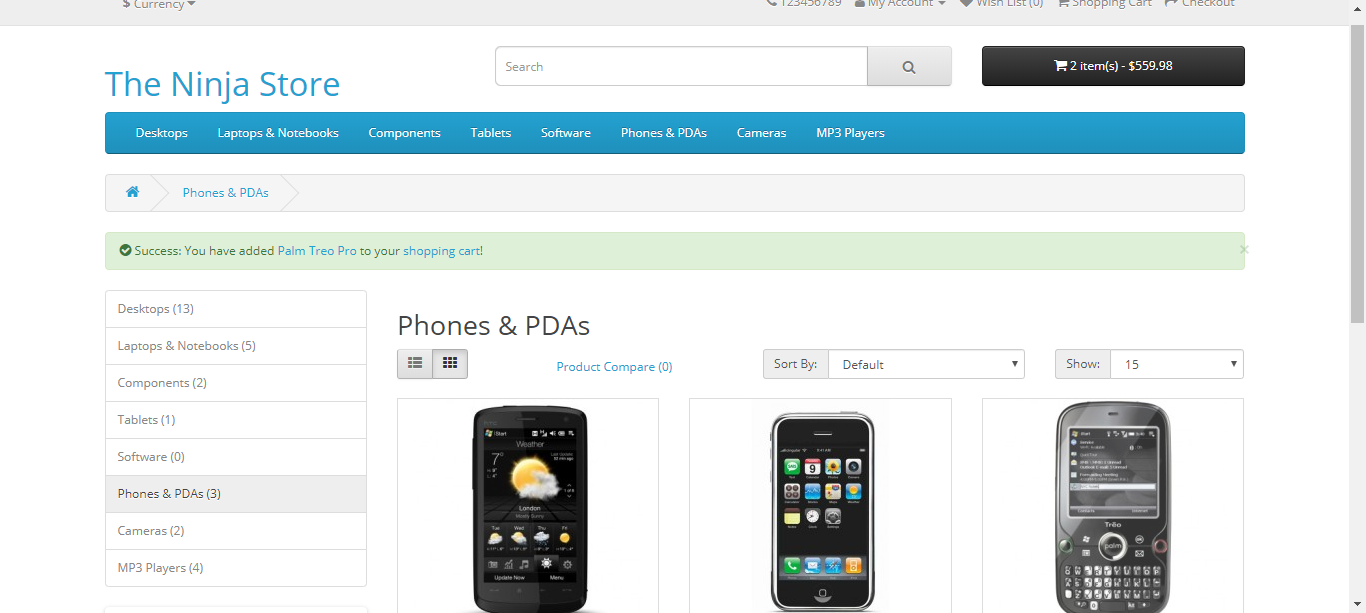 $ Currency
123456789 My Account Wish List (0) Shopping Cart Checkout
The Ninja Store
Search
2 item(s) - $559.98
Desktops Laptops & Notebooks Components Tablets Software Phones & PDAs Cameras MP3 Players
Phones & PDAs
Success: You have added Palm Treo Pro to your shopping cart! ×
Desktops (13)
Laptops & Notebooks (5)
Components (2)
Tablets (1)
Software (0)
Phones & PDAs (3)
Cameras (2)
MP3 Players (4)
Phones & PDAs
Product Compare (0)
Sort By: Default
Show: 15
Start
Weather
7°
London
Mostly Sunny
Tue Wed Thu Fri
Update Now Menu
9
Start
Trēo
palm